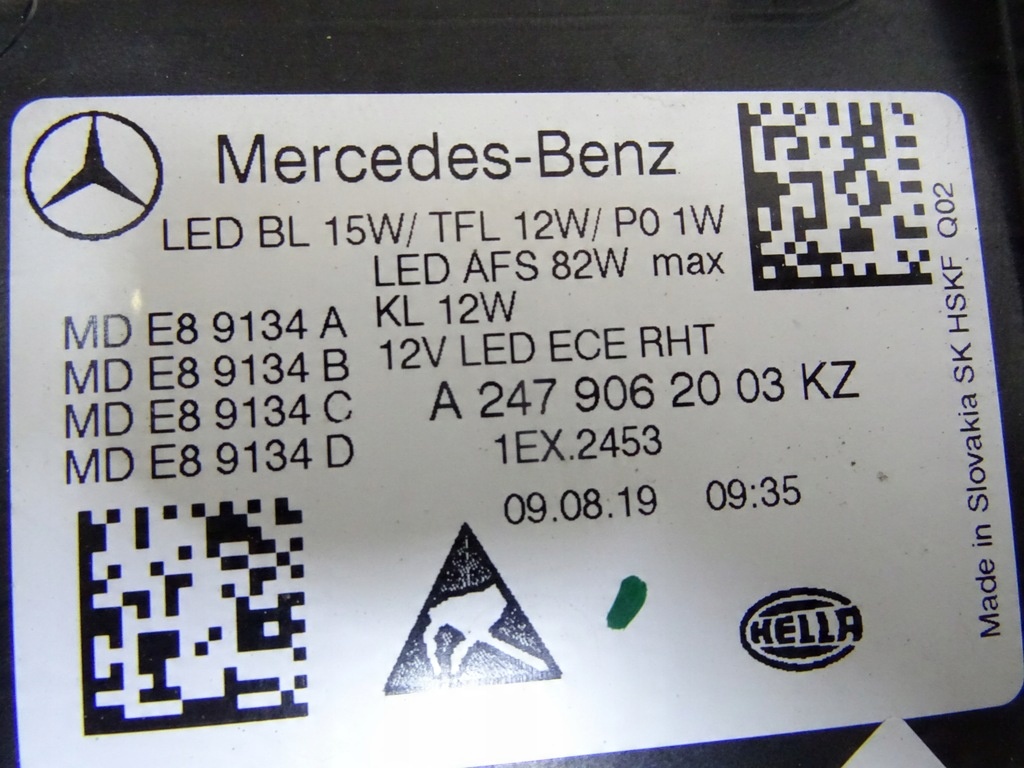 Mercedes-Benz
LED BL 15W/ TFL 12W/ P0 1W
LED AFS 82W max
KL 12W
12V LED ECE RHT
MD E8 9134 A
MD E8 9134 B
MD E8 9134 C
MD E8 9134 D
A 247 906 20 03 KZ
1EX.2453
09.08.19 09:35
HELLA
Made in Slovakia SK HSKF Q02